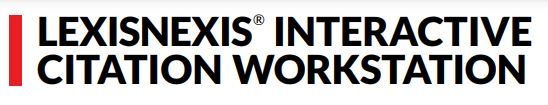 LEXISNEXIS® INTERACTIVE
CITATION WORKSTATION